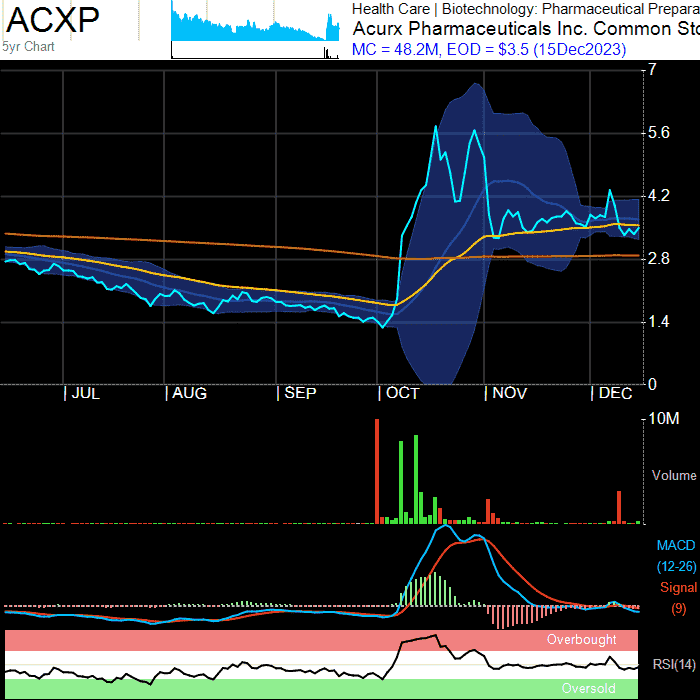 ACXP
5yr Chart
Health Care | Biotechnology: Pharmaceutical Prepara
Acurx Pharmaceuticals Inc. Common Sto
MC = 48.2M, EOD = $3.5 (15Dec2023)
7
5.6
4.2
2.8
1.4
0
JUL AUG SEP OCT NOV DEC
10M
Volume
MACD
(12-26)
Signal
(9)
Overbought
RSI(14)
Oversold